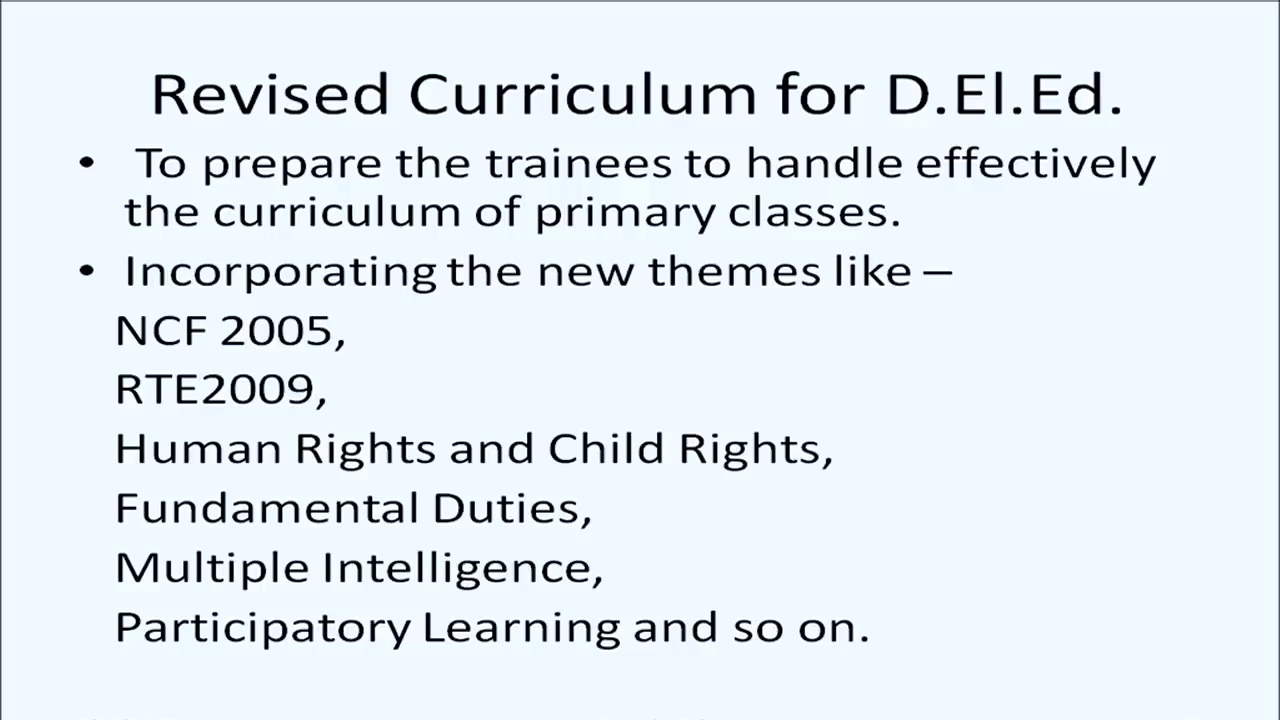 Revised Curriculum for D.El.Ed.
• To prepare the trainees to handle effectively
the curriculum of primary classes.
• Incorporating the new themes like –
NCF 2005,
RTE2009,
Human Rights and Child Rights,
Fundamental Duties,
Multiple Intelligence,
Participatory Learning and so on.